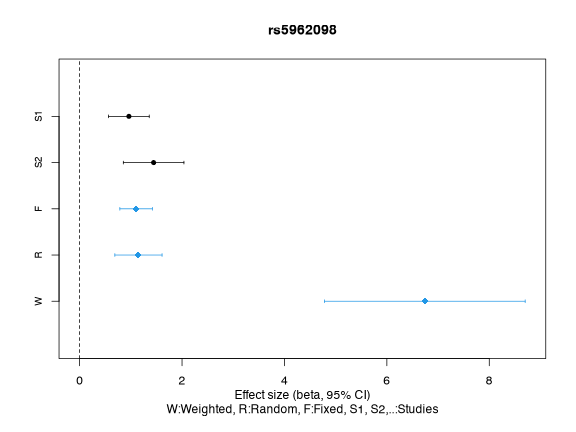 rs5962098
S1
S2
F
R
W
0 2 4 6 8
Effect size (beta, 95% CI)
W:Weighted, R:Random, F:Fixed, S1, S2,..:Studies